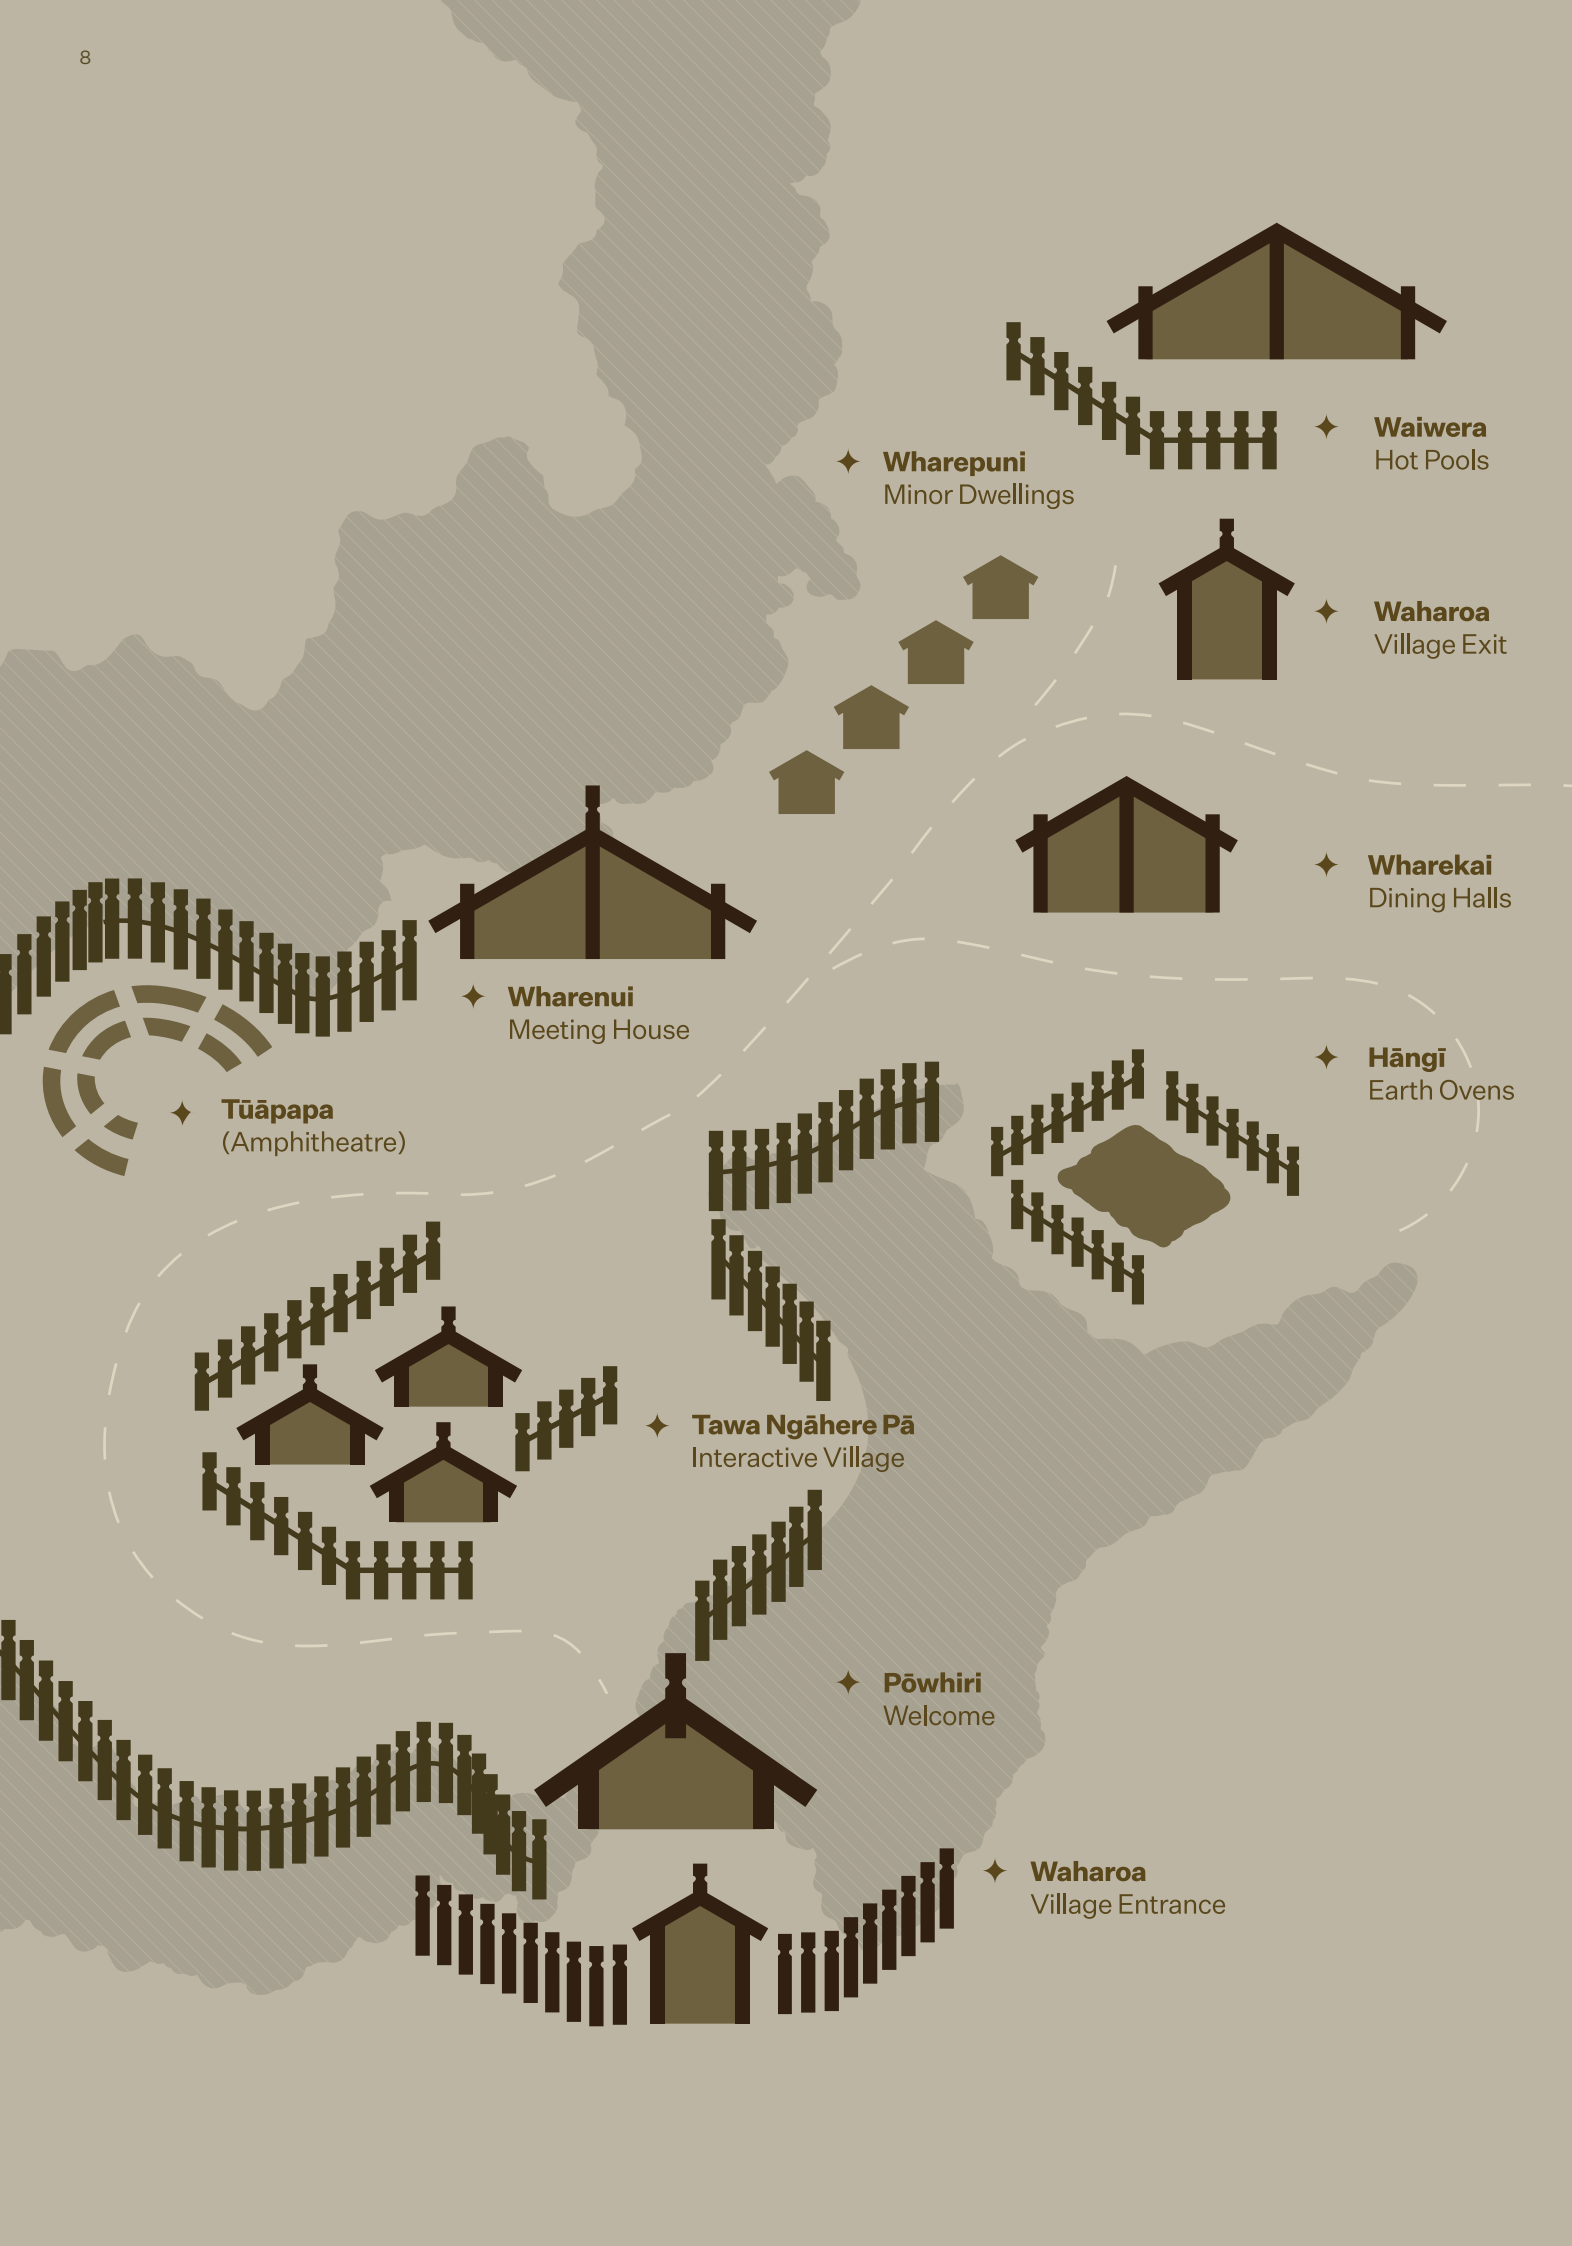 8
Waiwera
Hot Pools
Wharepuni
Minor Dwellings
Waharoa
Village Exit
Wharekai
Dining Halls
Wharenui
Meeting House
Hāngī
Earth Ovens
Tūāpapa
(Amphitheatre)
Tawa Ngāhere Pā
Interactive Village
Pōwhiri
Welcome
Waharoa
Village Entrance